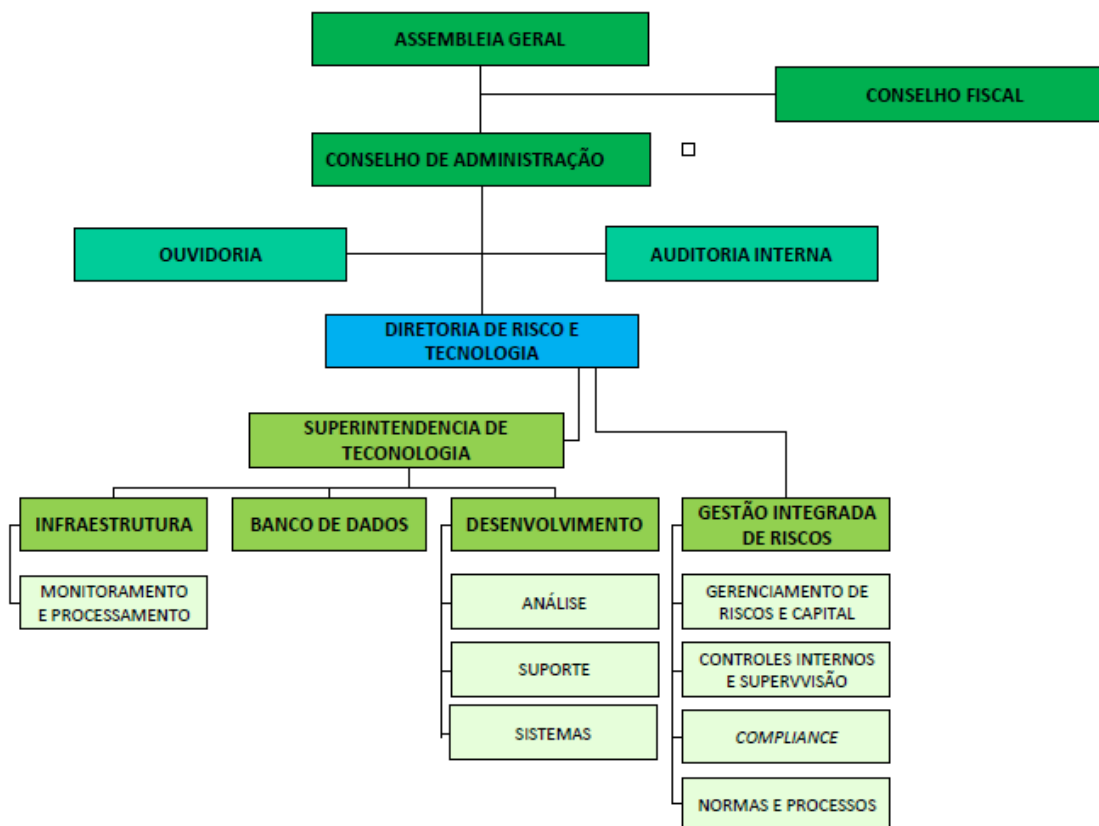 ASSEMBLEIA GERAL
CONSELHO FISCAL
CONSELHO DE ADMINISTRAÇÃO
OUVIDORIA
AUDITORIA INTERNA
DIRETORIA DE RISCO E
TECNOLOGIA
SUPERINTENDENCIA DE
TECONOLOGIA
INFRAESTRUTURA
BANCO DE DADOS
DESENVOLVIMENTO
GESTÃO INTEGRADA
DE RISCOS
MONITORAMENTO
E PROCESSAMENTO
ANÁLISE
SUPORTE
SISTEMAS
GERENCIAMENTO DE
RISCOS E CAPITAL
CONTROLES INTERNOS
E SUPERVVISÃO
COMPLIANCE
NORMAS E PROCESSOS